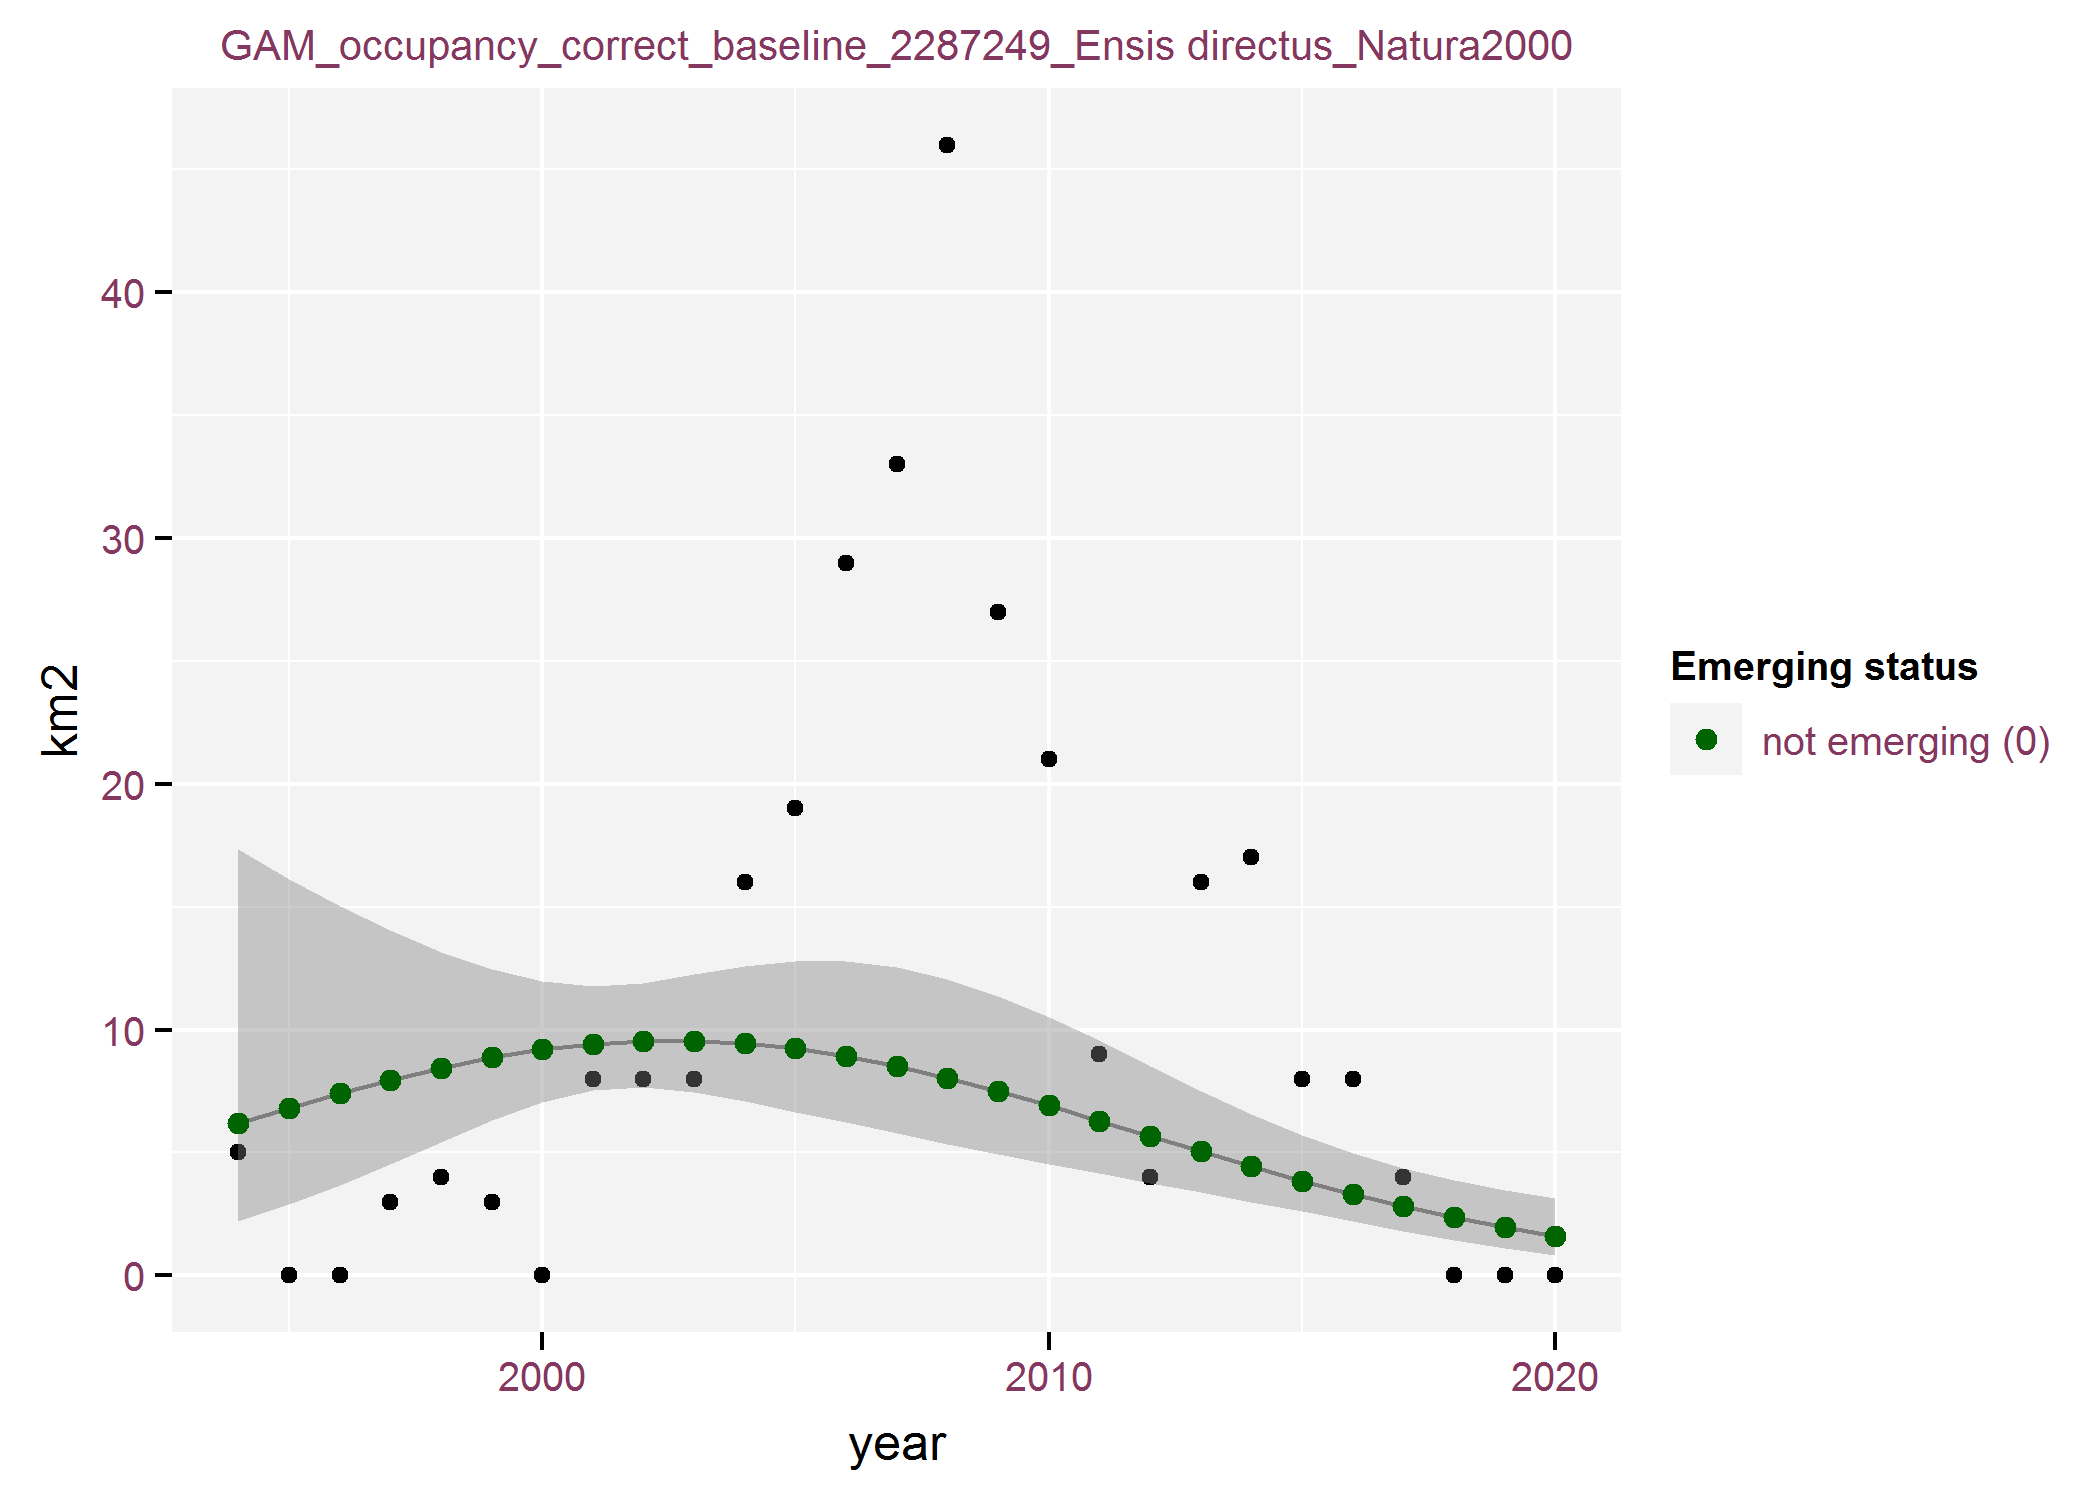 GAM_occupancy_correct_baseline_2287249_Ensis directus_Natura2000
40
30
20
10
0
km2
2000
2010
2020
year
Emerging status
not emerging (0)